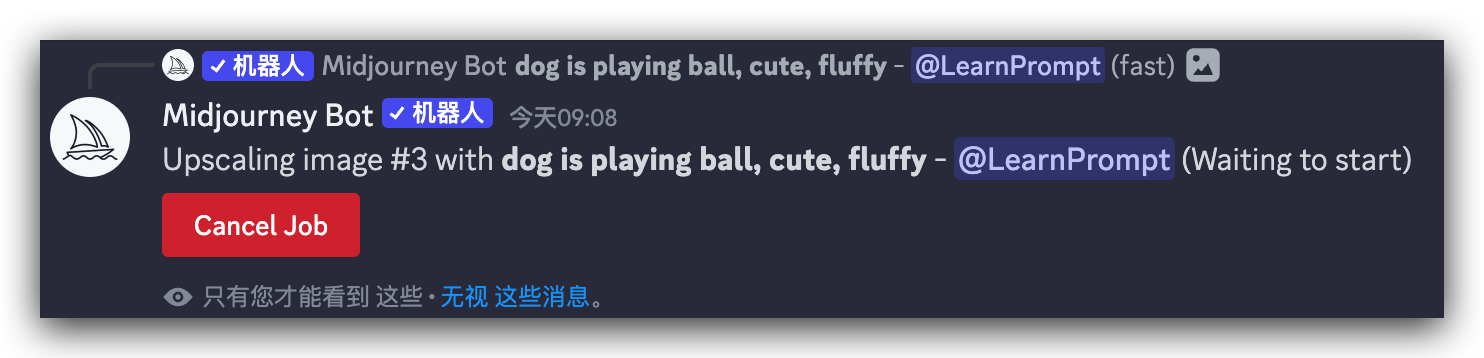 ✓ 机器人 Midjourney Bot dog is playing ball, cute, fluffy - @LearnPrompt (fast)
Midjourney Bot ✓ 机器人 今天09:08
Upscaling image #3 with dog is playing ball, cute, fluffy - @LearnPrompt (Waiting to start)
Cancel Job
只有您才能看到 这些 • 无视 这些消息。